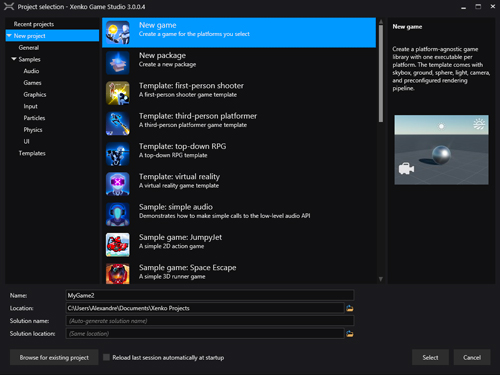 Project selection - Xenko Game Studio 3.0.0.4
Recent projects
New project
General
Samples
Audio
Games
Graphics
Input
Particles
Physics
UI
Templates
New game
Create a game for the platforms you select
New package
Create a new package
Template: first-person shooter
A first-person shooter game template
Template: third-person platformer
A third-person platformer game template
Template: top-down RPG
A top-down RPG template
Template: virtual reality
A virtual reality game template
Sample: simple audio
Demonstrates how to make simple calls to the low-level audio API
Sample game: JumpyJet
A simple 2D action game
Sample game: Space Escape
A simple 3D runner game
New game
Create a platform-agnostic game
library with one executable per
platform. The template comes with
skybox, ground, sphere, light, camera,
and preconfigured rendering
pipeline.
Name:
MyGame2
Location:
C:\Users\Alexandre\Documents\Xenko Projects
Solution name:
(Auto-generate solution name)
Solution location:
(Same location)
Browse for existing project
Reload last session automatically at startup
Select
Cancel